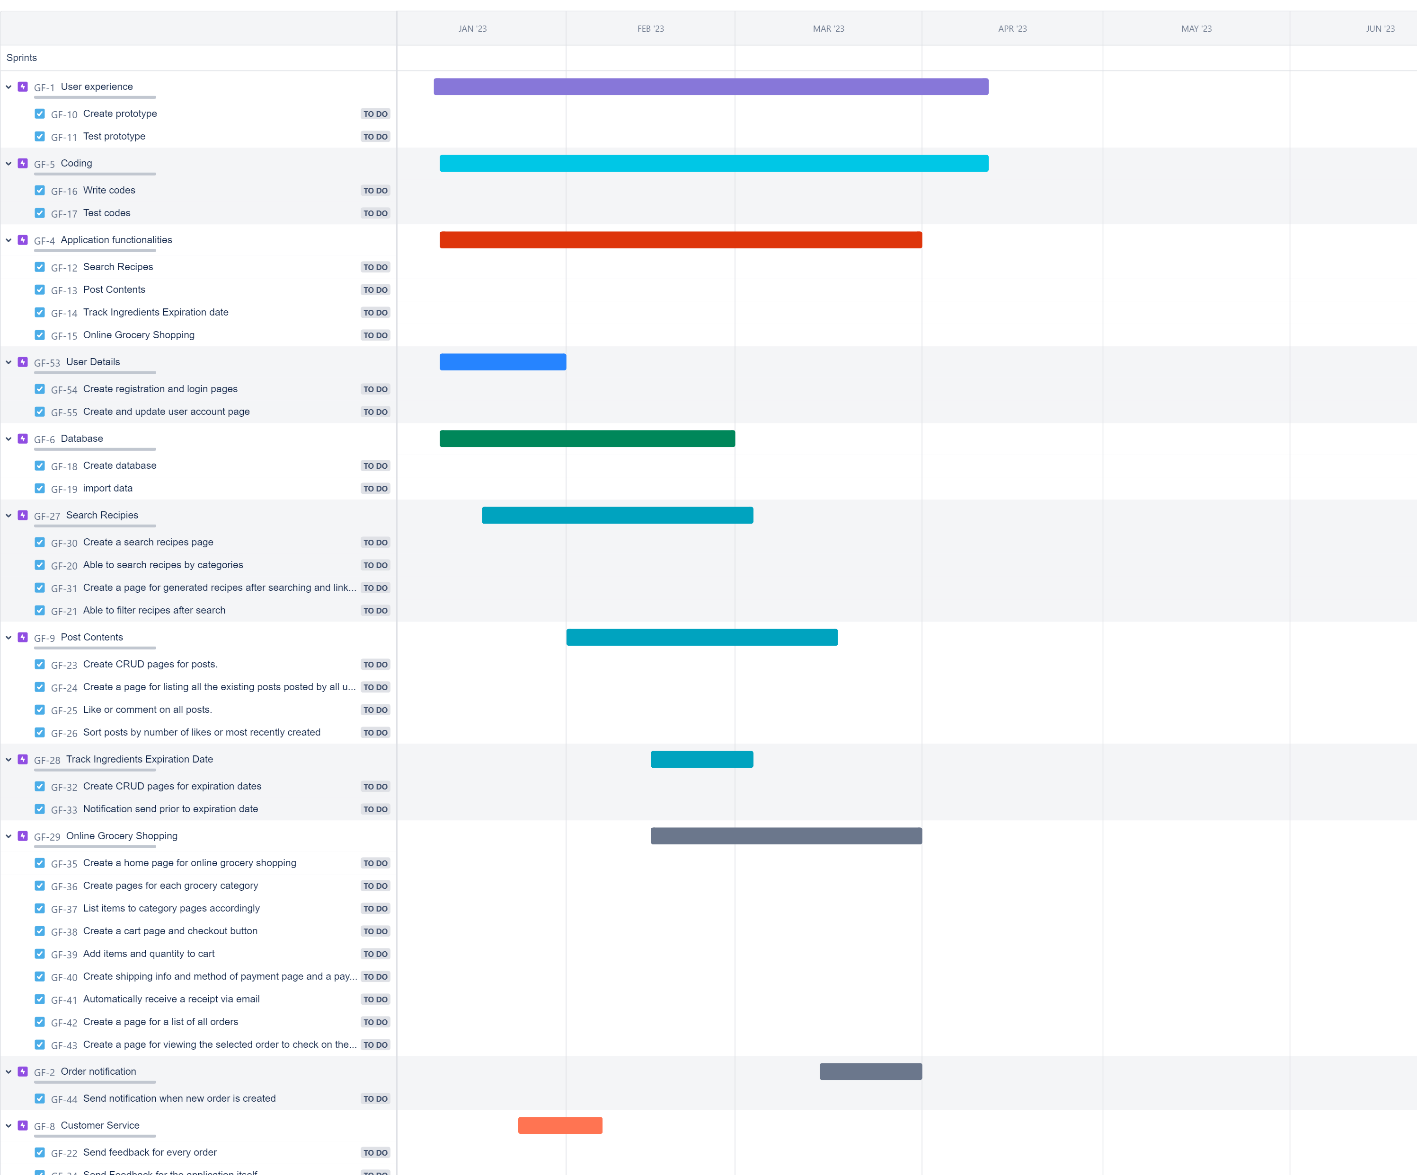 JAN '23 FEB '23 MAR '23 APR '23 MAY '23 JUN '23
Sprints
GF-1 User experience
GF-10 Create prototype TO DO
GF-11 Test prototype TO DO
GF-5 Coding
GF-16 Write codes TO DO
GF-17 Test codes TO DO
GF-4 Application functionalities
GF-12 Search Recipes TO DO
GF-13 Post Contents TO DO
GF-14 Track Ingredients Expiration date TO DO
GF-15 Online Grocery Shopping TO DO
GF-53 User Details
GF-54 Create registration and login pages TO DO
GF-55 Create and update user account page TO DO
GF-6 Database
GF-18 Create database TO DO
GF-19 import data TO DO
GF-27 Search Recipies
GF-30 Create a search recipes page TO DO
GF-20 Able to search recipes by categories TO DO
GF-31 Create a page for generated recipes after searching and link... TO DO
GF-21 Able to filter recipes after search TO DO
GF-9 Post Contents
GF-23 Create CRUD pages for posts. TO DO
GF-24 Create a page for listing all the existing posts posted by all u... TO DO
GF-25 Like or comment on all posts. TO DO
GF-26 Sort posts by number of likes or most recently created TO DO
GF-28 Track Ingredients Expiration Date
GF-32 Create CRUD pages for expiration dates TO DO
GF-33 Notification send prior to expiration date TO DO
GF-29 Online Grocery Shopping
GF-35 Create a home page for online grocery shopping TO DO
GF-36 Create pages for each grocery category TO DO
GF-37 List items to category pages accordingly TO DO
GF-38 Create a cart page and checkout button TO DO
GF-39 Add items and quantity to cart TO DO
GF-40 Create shipping info and method of payment page and a pay... TO DO
GF-41 Automatically receive a receipt via email TO DO
GF-42 Create a page for a list of all orders TO DO
GF-43 Create a page for viewing the selected order to check on the... TO DO
GF-2 Order notification
GF-44 Send notification when new order is created TO DO
GF-8 Customer Service
GF-22 Send feedback for every order TO DO
Send Feedback for the application itself